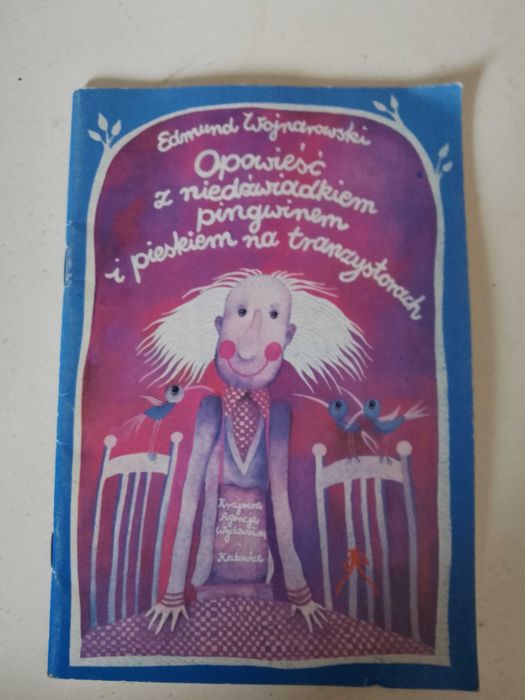 Edmund Wojnarowski
Opowieść
z niedźwiadkiem
pingwinem
i pieskiem na tranzystorach
Krajowa
Agencja
Wydawnicza
Katowice